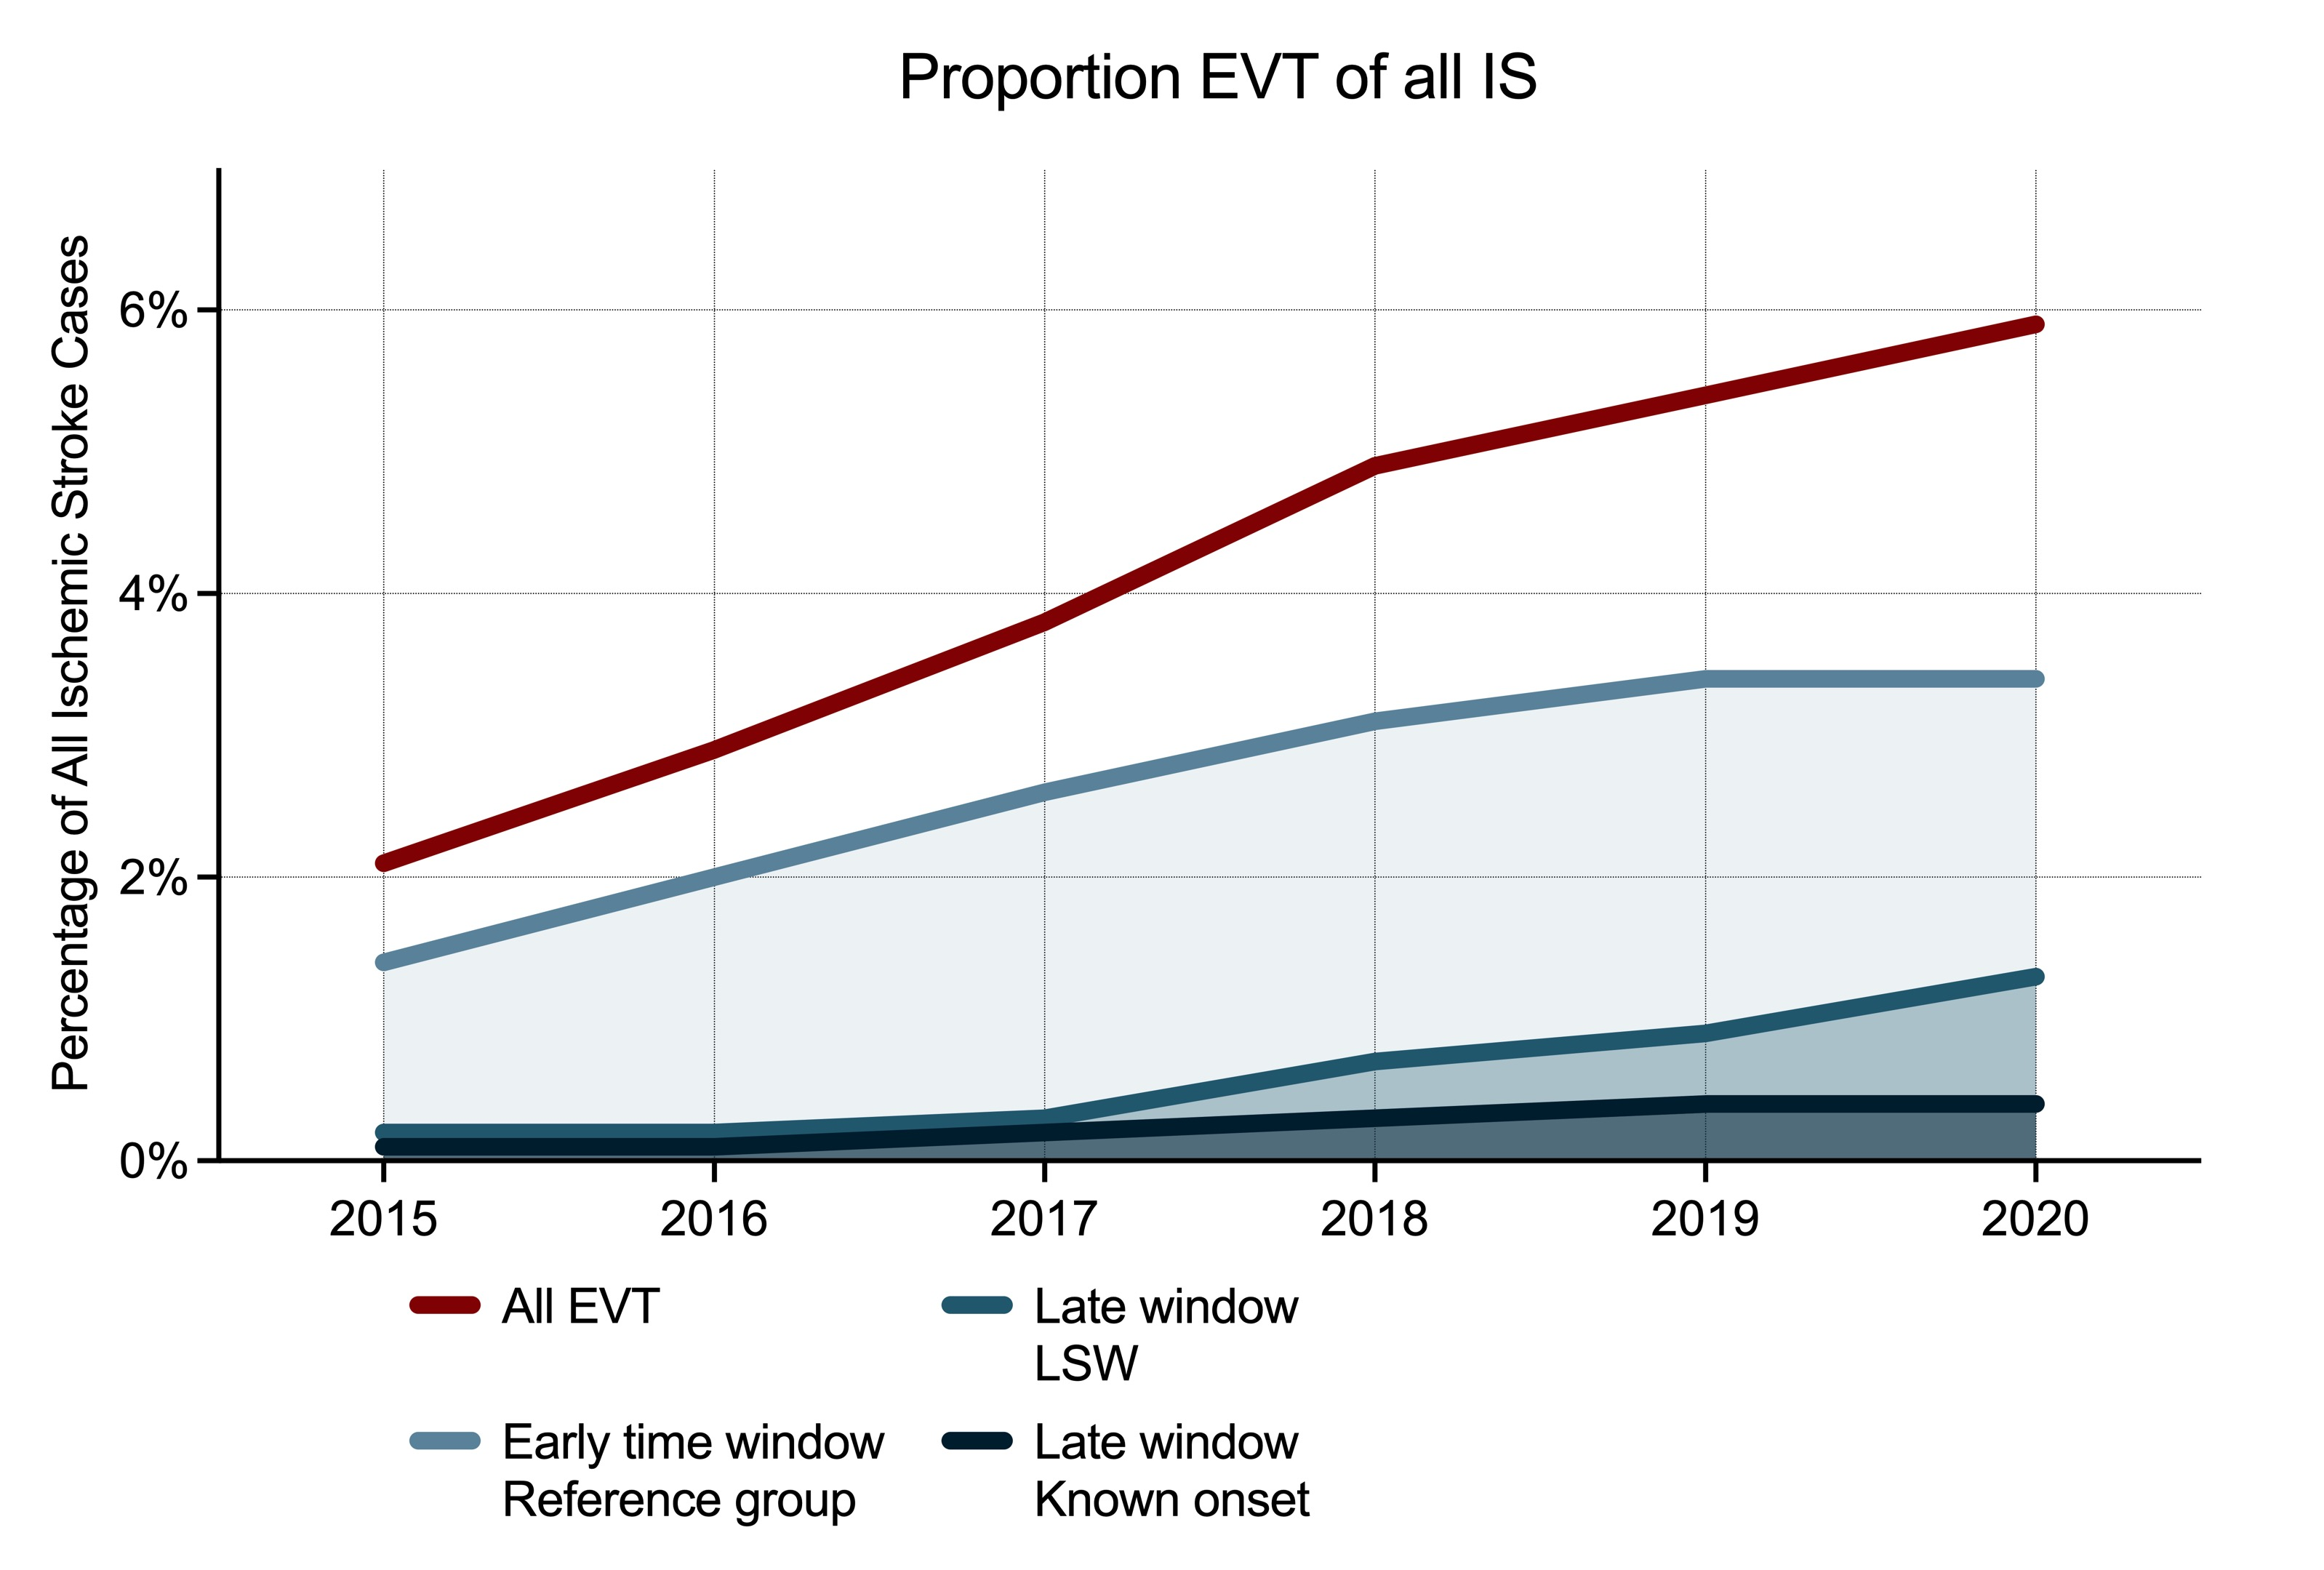 Proportion EVT of all IS
Percentage of All Ischemic Stroke Cases
6%
4%
2%
0%
2015
2016
2017
2018
2019
2020
All EVT
Late window
LSW
Early time window
Reference group
Late window
Known onset